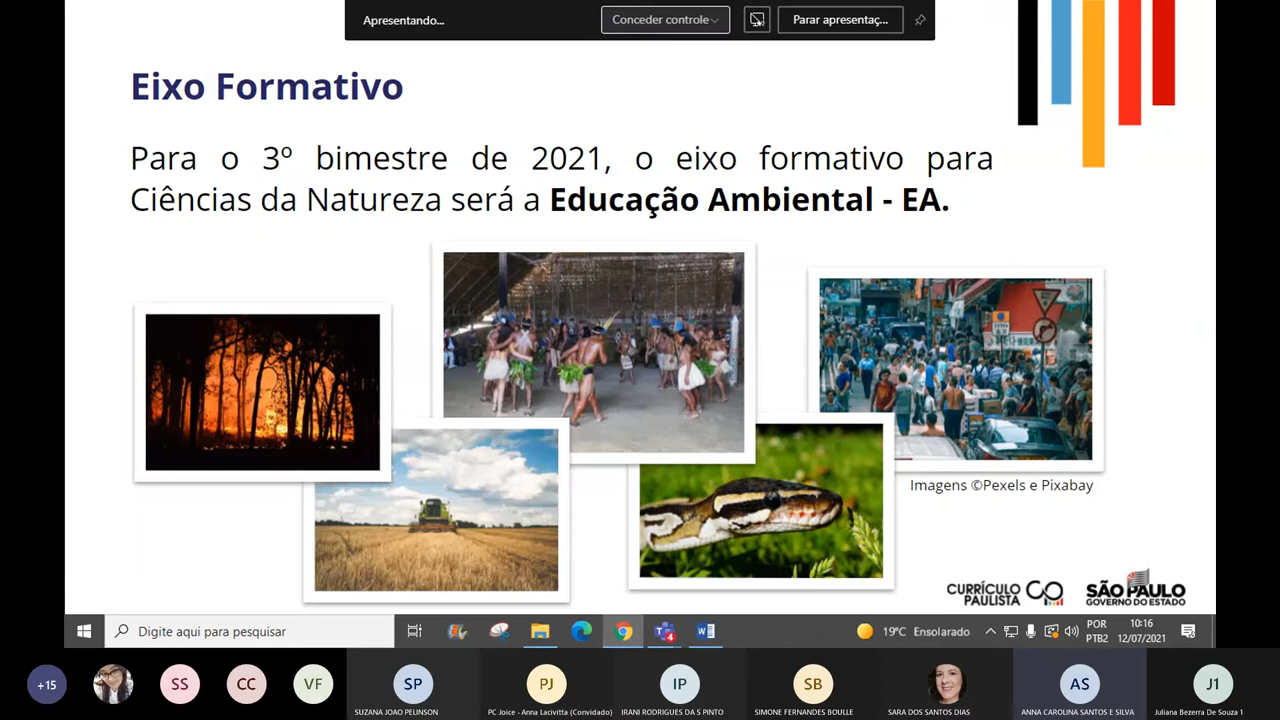 Apresentando...
Conceder controle
Parar apresentaç...
Eixo Formativo
Para o 3º bimestre de 2021, o eixo formativo para
Ciências da Natureza será a Educação Ambiental - EA.
Imagens ©Pexels e Pixabay
CURRÍCULO
PAULISTA
SÃO PAULO
GOVERNO DO ESTADO
Digite aqui para pesquisar
4
19ºC Ensolarado
POR
PTB2
10:16
12/07/2021
+15
SS
CC
VF
SP
PJ
IP
SB
AS
J1
SUZANA JOAO PELINSON
PC Joice - Anna Lacivitta (Convidado)
IRANI RODRIGUES DA S PINTO
SIMONE FERNANDES BOULLE
SARA DOS SANTOS DIAS
ANNA CAROLINA SANTOS E SILVA
Juliana Bezerra De Souza 1